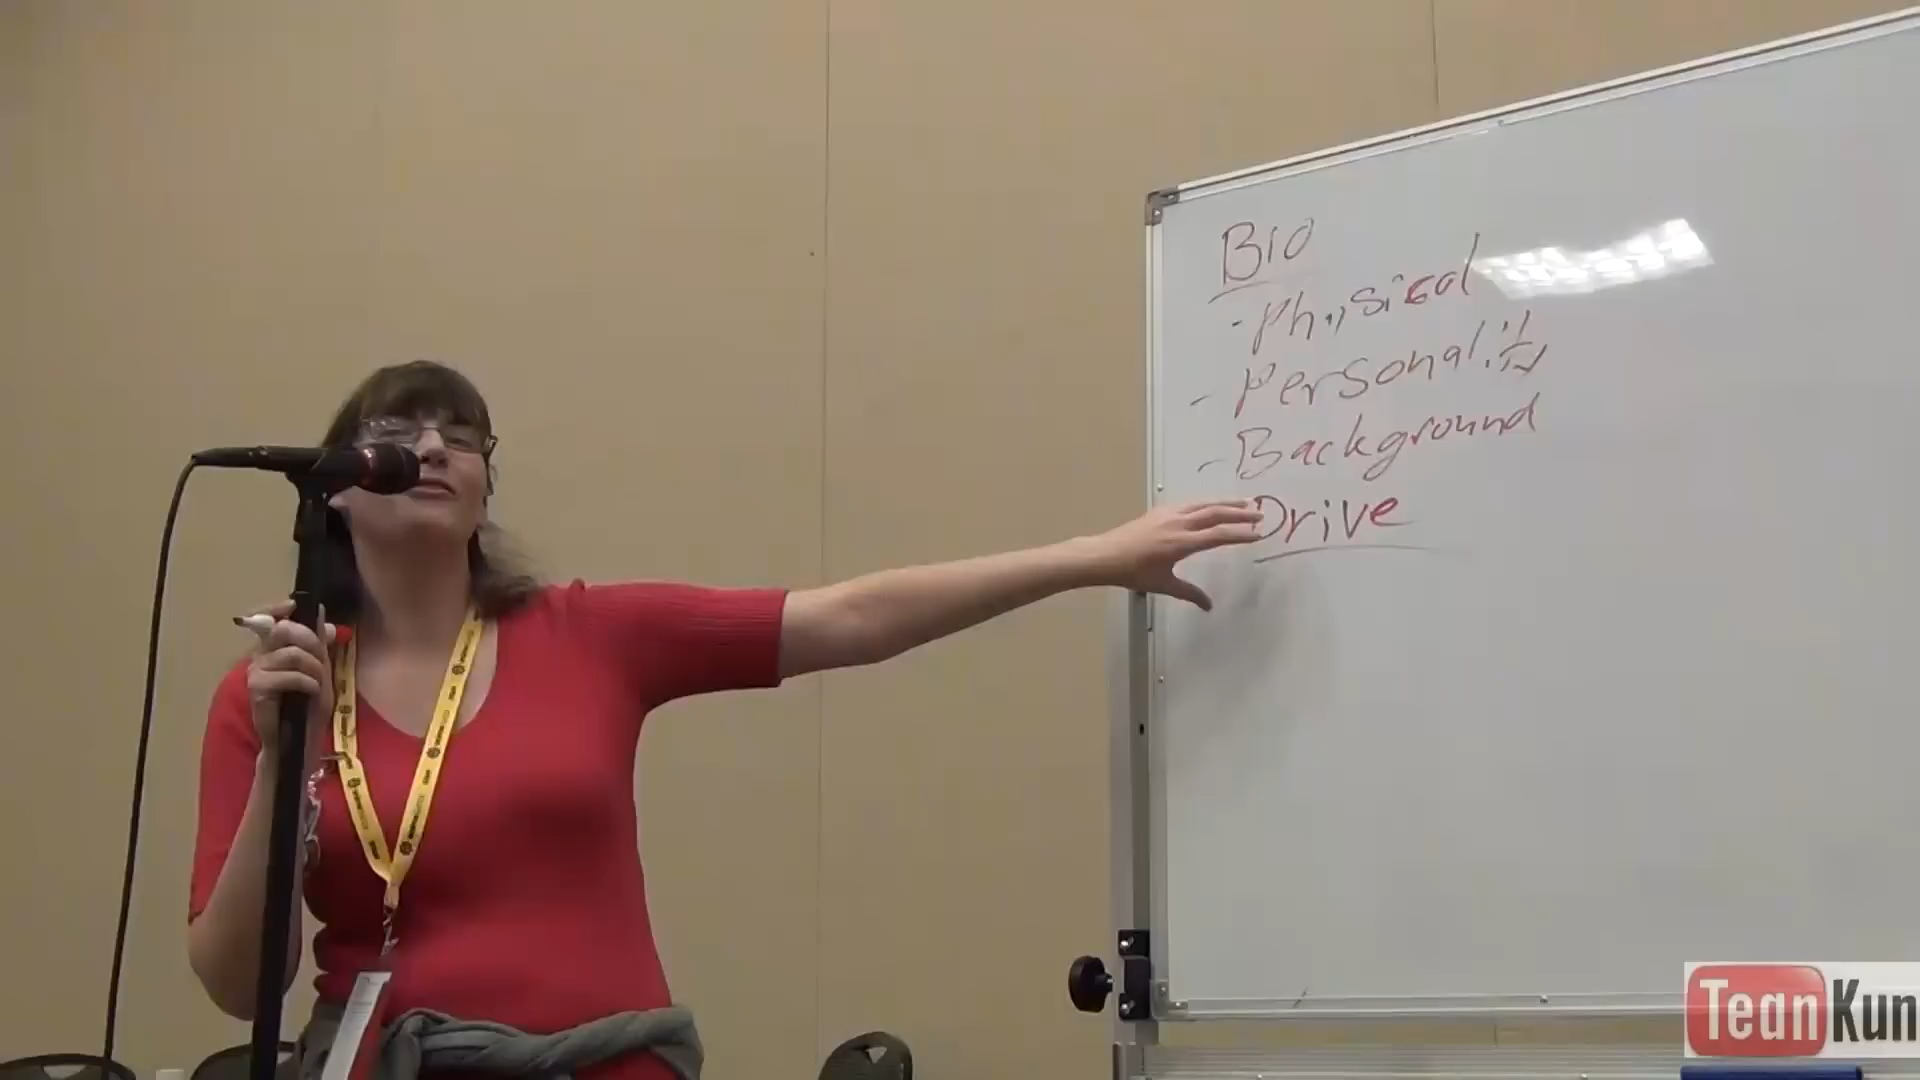 Bio
- Physical
- Personality
- Background
Drive
TeanKun